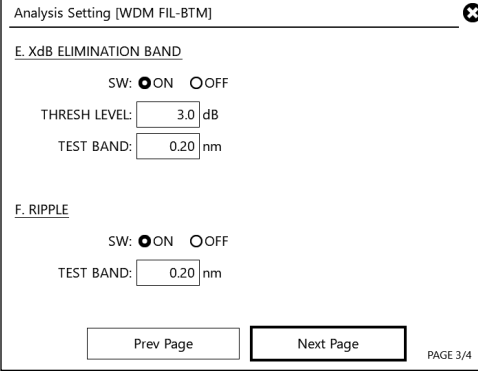 Analysis Setting [WDM FIL-BTM]
E. XdB ELIMINATION BAND
SW: ON OFF
THRESH LEVEL: 3.0 dB
TEST BAND: 0.20 nm
F. RIPPLE
SW: ON OFF
TEST BAND: 0.20 nm
Prev Page Next Page
PAGE 3/4